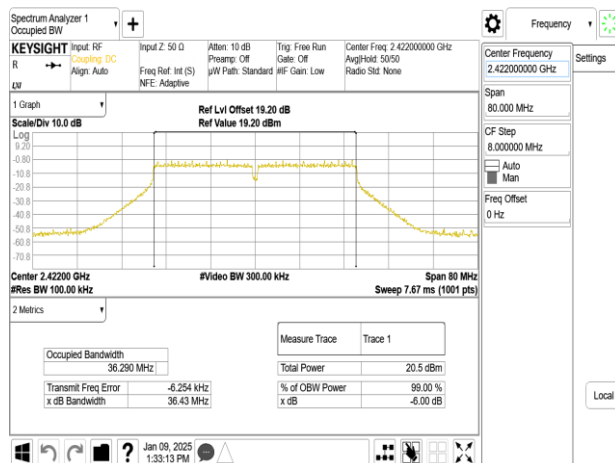 Spectrum Analyzer 1
Occupied BW
Frequency
KEYSIGHT
R
LXI
Input: RF
Coupling: DC
Align: Auto
Input Z: 50 Ω
Freq Ref: Int (S)
NFE: Adaptive
Atten: 10 dB
Preamp: Off
µW Path: Standard
Trig: Free Run
Gate: Off
#IF Gain: Low
Center Freq: 2.422000000 GHz
Avg|Hold: 50/50
Radio Std: None
Center Frequency
2.422000000 GHz
Settings
Span
80.000 MHz
CF Step
8.000000 MHz
Auto
Man
Freq Offset
0 Hz
Local
1 Graph
Scale/Div 10.0 dB
Ref Lvl Offset 19.20 dB
Ref Value 19.20 dBm
Log
9.20
-0.80
-10.8
-20.8
-30.8
-40.8
-50.8
-60.8
-70.8
Center 2.42200 GHz
#Video BW 300.00 kHz
Span 80 MHz
#Res BW 100.00 kHz
Sweep 7.67 ms (1001 pts)
2 Metrics
Measure Trace Trace 1
Occupied Bandwidth
36.290 MHz
Total Power 20.5 dBm
Transmit Freq Error -6.254 kHz
% of OBW Power 99.00 %
x dB Bandwidth 36.43 MHz
x dB -6.00 dB
Jan 09, 2025
1:33:13 PM